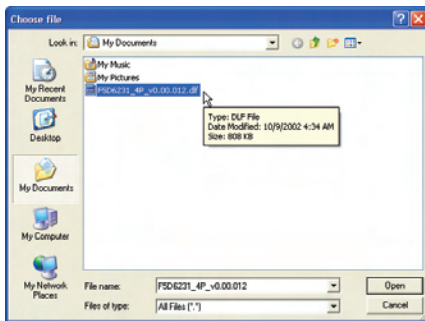 Choose file
Look in:
My Documents
My Recent Documents
Desktop
My Documents
My Computer
My Network Places
My Music
My Pictures
F5D6231_4P_v0.00.012.dlf
Type: DLF File
Date Modified: 10/9/2002 4:34 AM
Size: 808 KB
File name:
F5D6231_4P_v0.00.012
Open
Files of type:
All Files (*.*)
Cancel